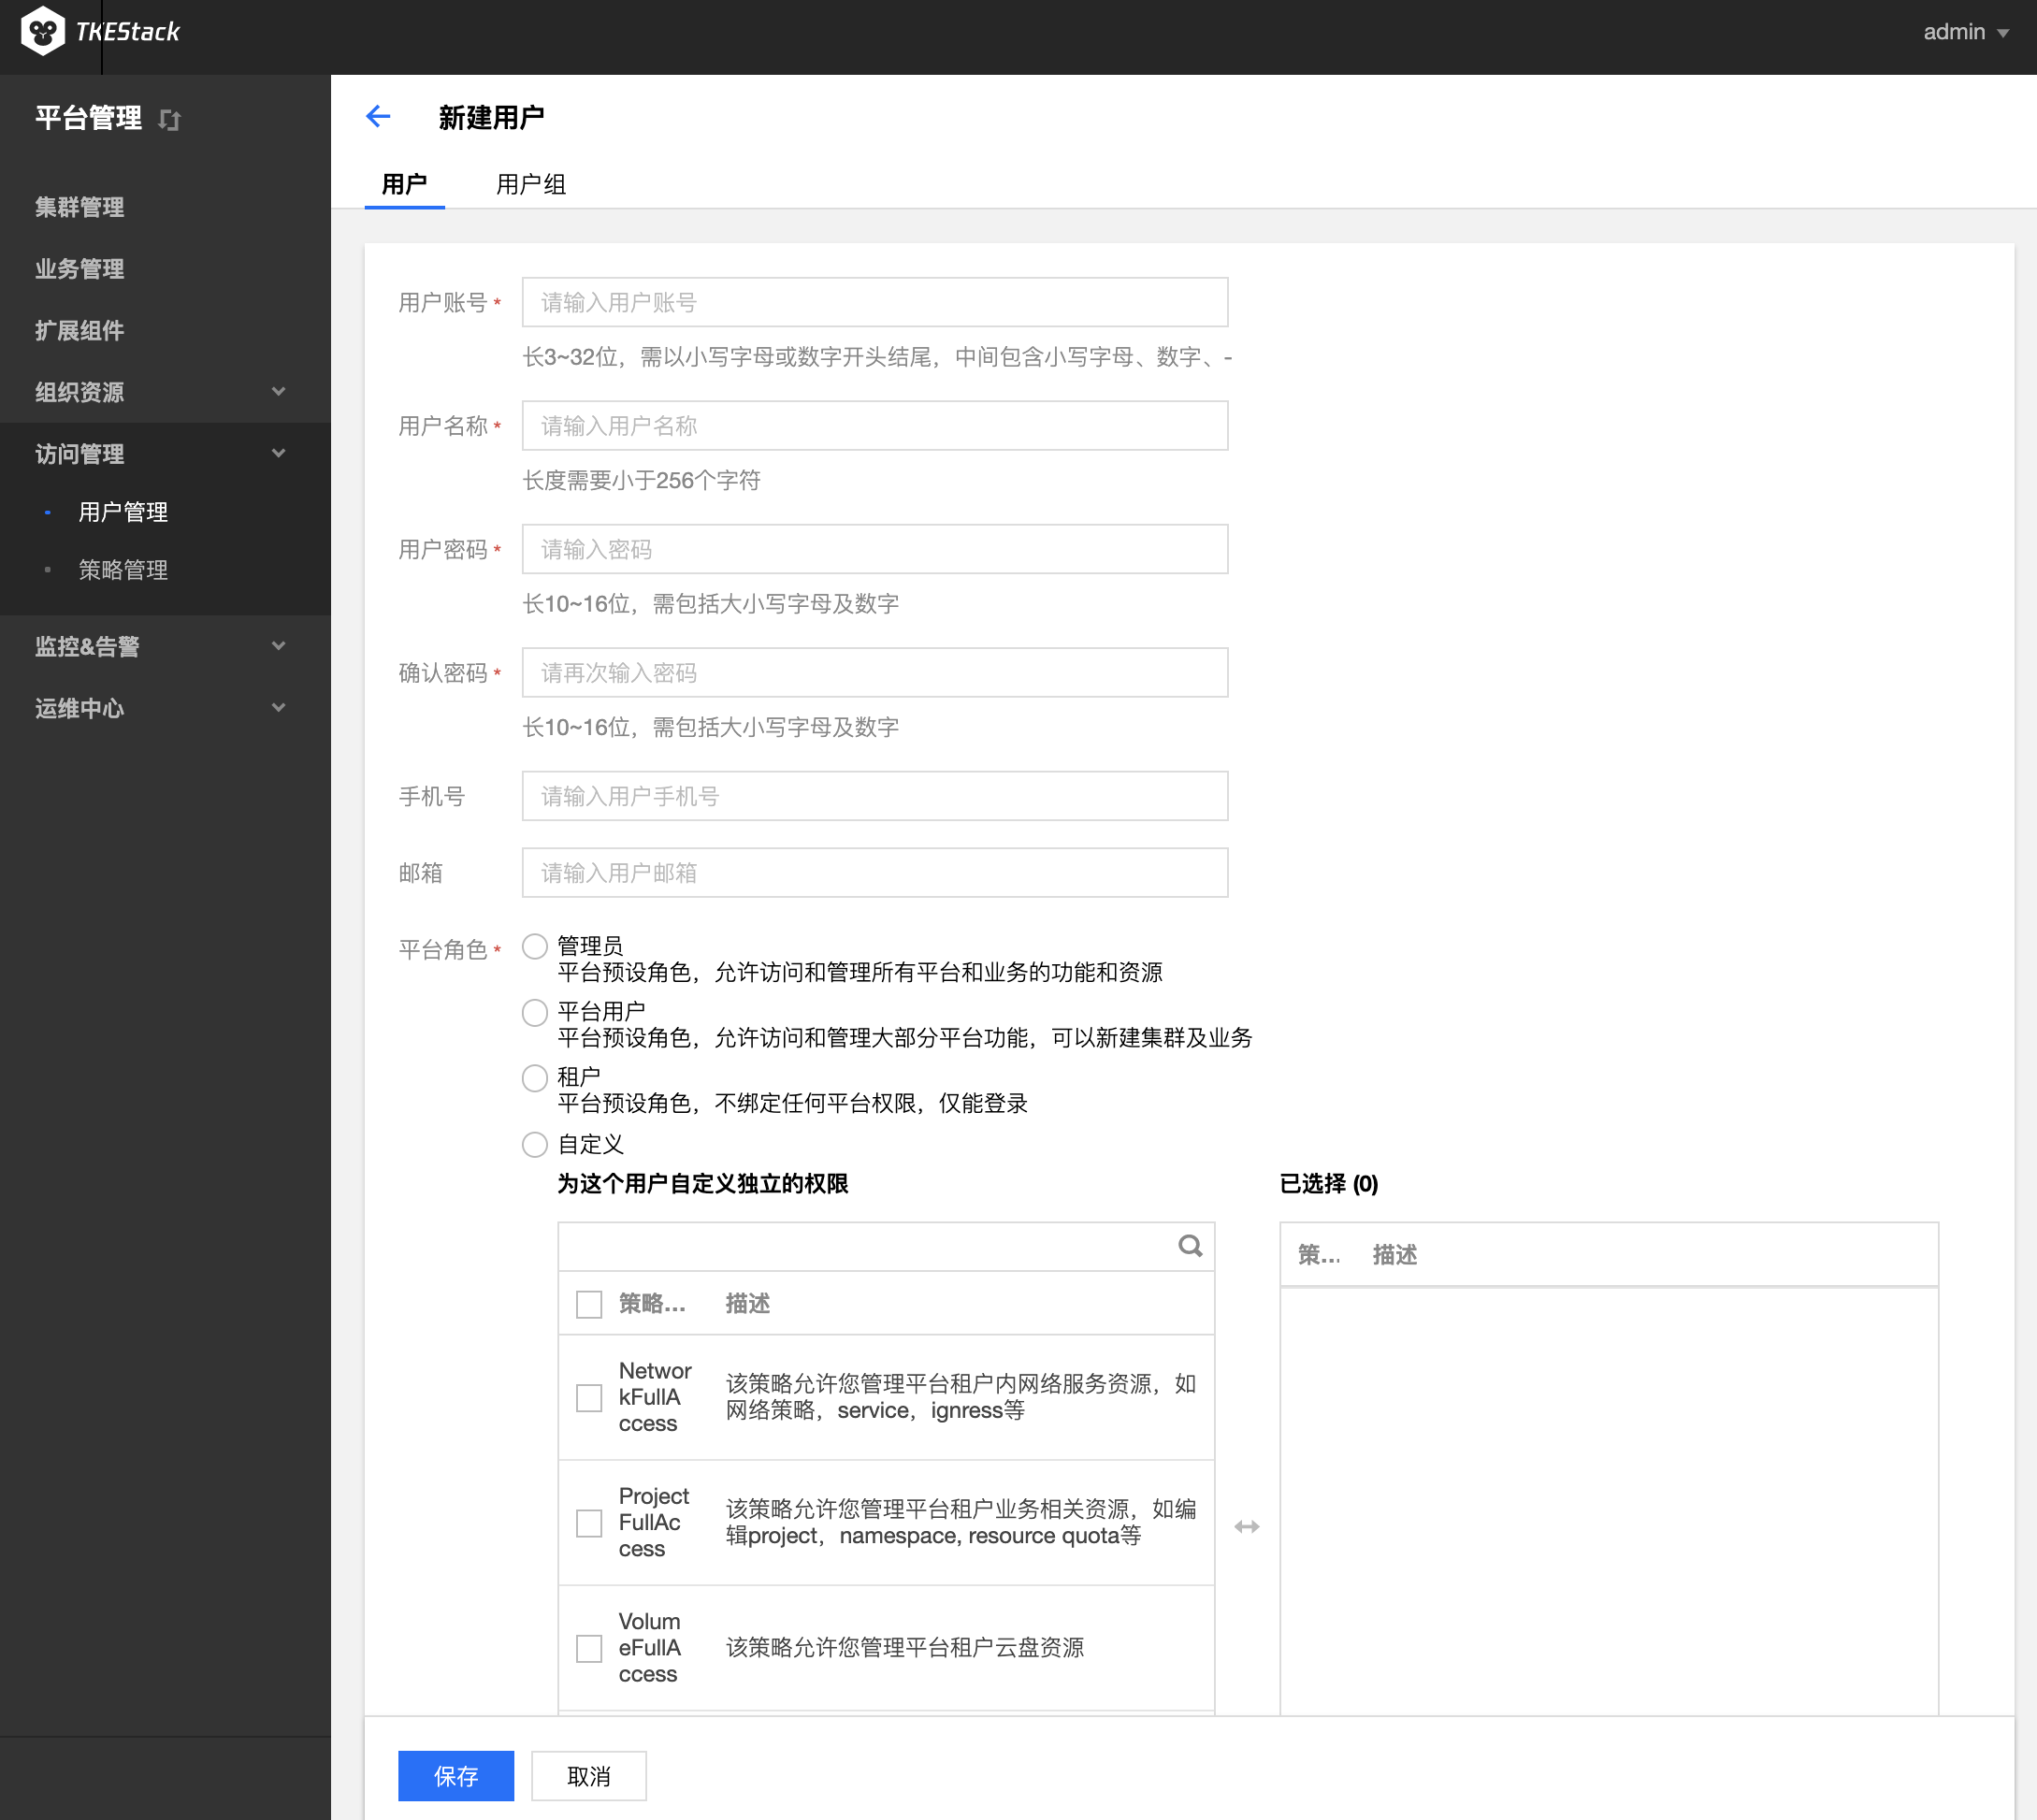 TKEStack
admin
平台管理
集群管理
业务管理
扩展组件
组织资源
访问管理
用户管理
策略管理
监控&告警
运维中心
新建用户
用户
用户组
用户账号 *
请输入用户账号
长3~32位，需以小写字母或数字开头结尾，中间包含小写字母、数字、-
用户名称 *
请输入用户名称
长度需要小于256个字符
用户密码 *
请输入密码
长10~16位，需包括大小写字母及数字
确认密码 *
请再次输入密码
长10~16位，需包括大小写字母及数字
手机号
请输入用户手机号
邮箱
请输入用户邮箱
平台角色 *
管理员
平台预设角色，允许访问和管理所有平台和业务的功能和资源
平台用户
平台预设角色，允许访问和管理大部分平台功能，可以新建集群及业务
租户
平台预设角色，不绑定任何平台权限，仅能登录
自定义
为这个用户自定义独立的权限
策略...
描述
Networ
kFullA
ccess
该策略允许您管理平台租户内网络服务资源，如
网络策略，service，ignress等
Project
FullAc
cess
该策略允许您管理平台租户业务相关资源，如编
辑project，namespace, resource quota等
Volum
eFullA
ccess
该策略允许您管理平台租户云盘资源
已选择 (0)
策...
描述
保存
取消